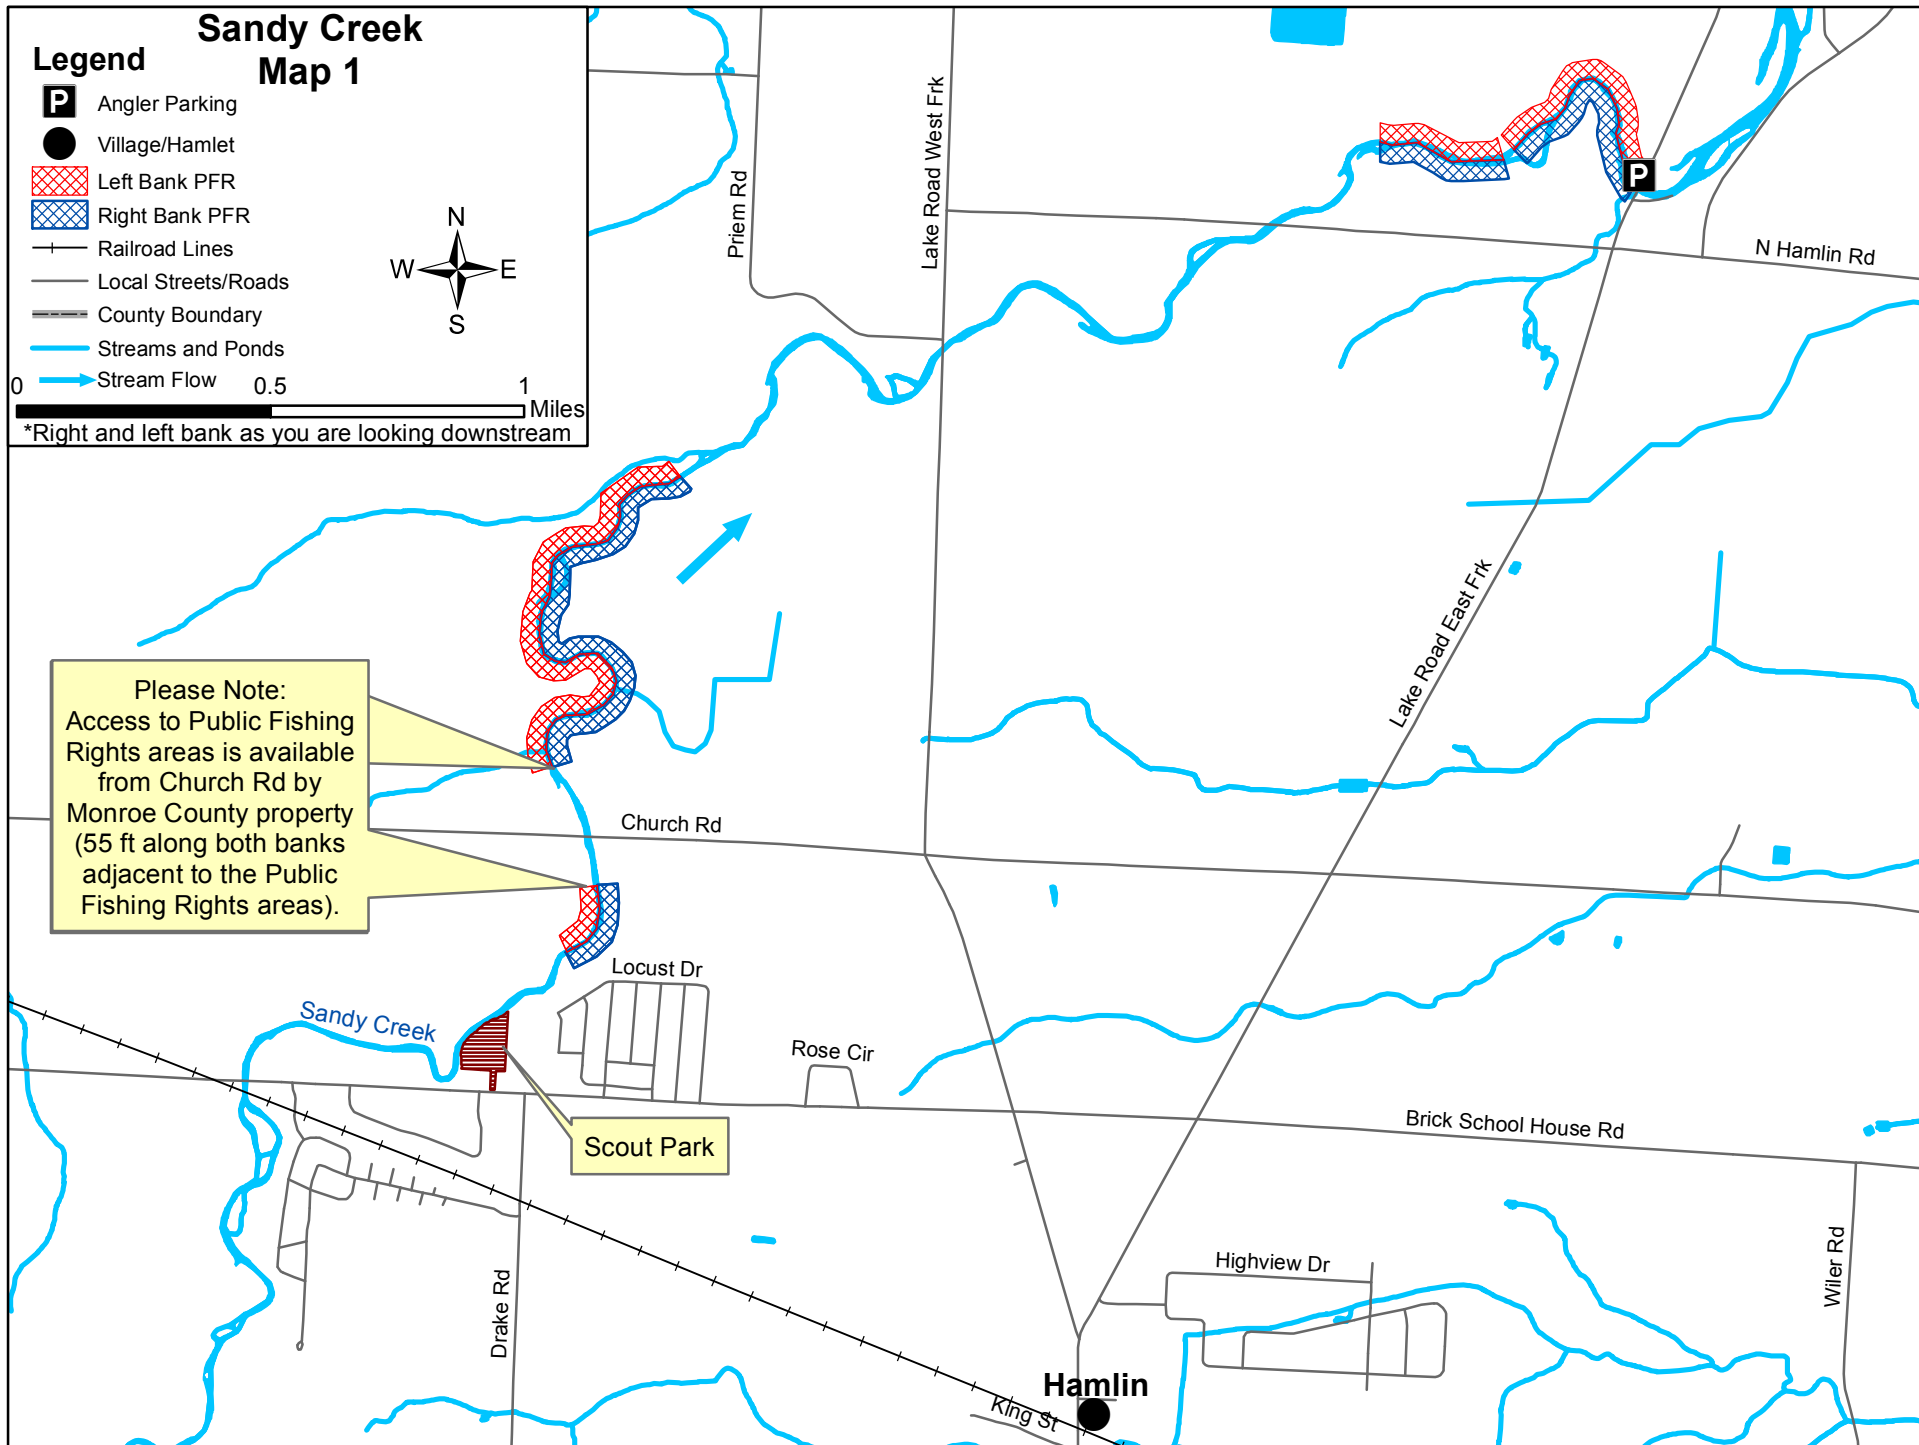 Sandy Creek
Map 1
Legend
P Angler Parking
Village/Hamlet
Left Bank PFR
Right Bank PFR
Railroad Lines
Local Streets/Roads
County Boundary
Streams and Ponds
Stream Flow
N
W E
S
0 0.5 1
Miles
*Right and left bank as you are looking downstream
Priem Rd
Lake Road West Frk
P
N Hamlin Rd
Lake Road East Frk
Please Note:
Access to Public Fishing
Rights areas is available
from Church Rd by
Monroe County property
(55 ft along both banks
adjacent to the Public
Fishing Rights areas).
Church Rd
Locust Dr
Sandy Creek
Rose Cir
Scout Park
Brick School House Rd
Drake Rd
Highview Dr
Wiler Rd
Hamlin
King St